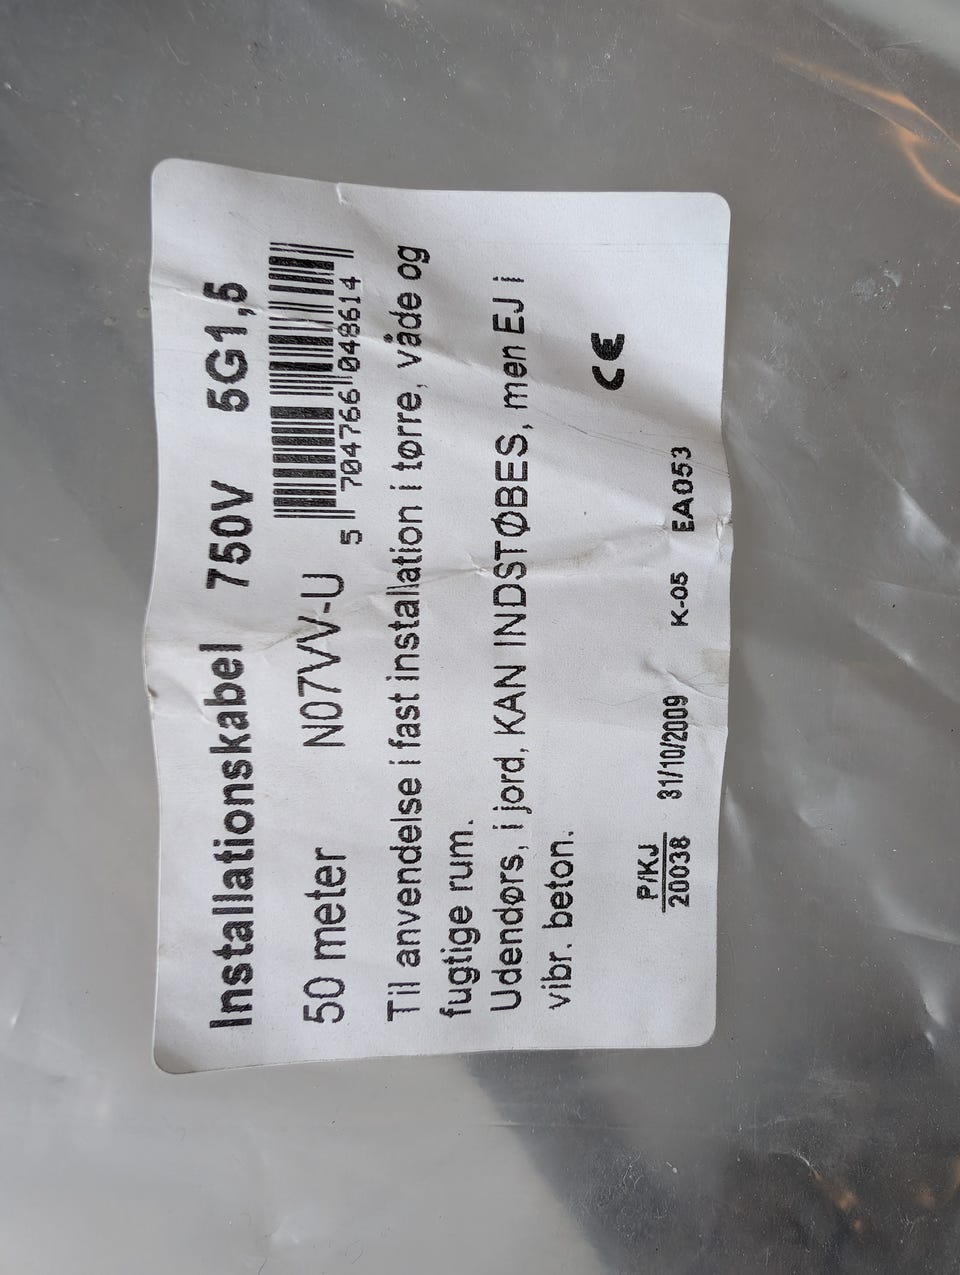 Installationskabel 750V 5G1,5
50 meter N07VV-U
5 704766 048614
Til anvendelse i fast installation i tørre, våde og
fugtige rum.
Udendørs, i jord, KAN INDSTØBES, men EJ i
vibr. beton.
CE
P/KJ
20038 31/10/2009 K-05 EA053